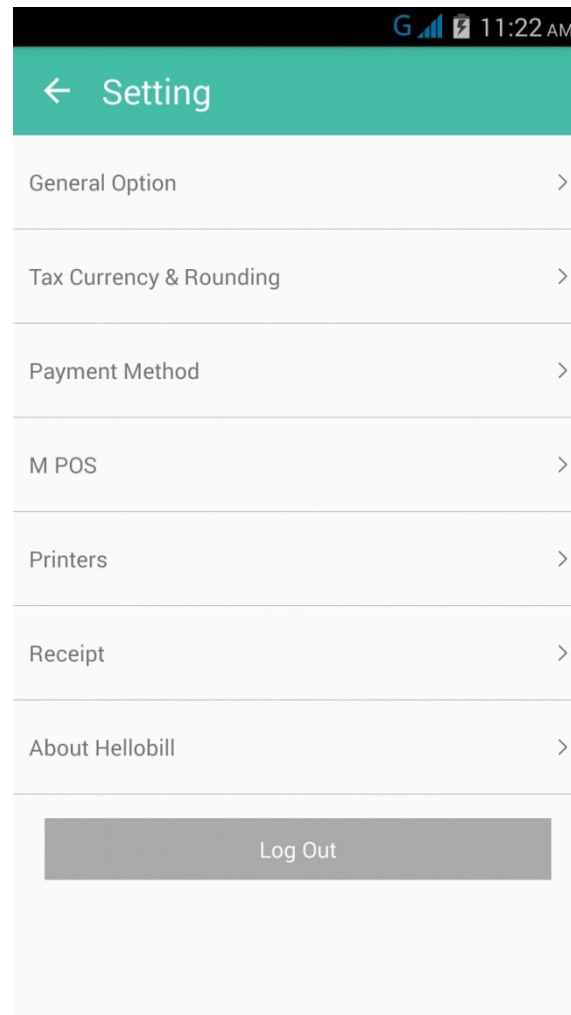 G 11:22 AM
Setting
General Option
Tax Currency & Rounding
Payment Method
M POS
Printers
Receipt
About Hellobill
Log Out